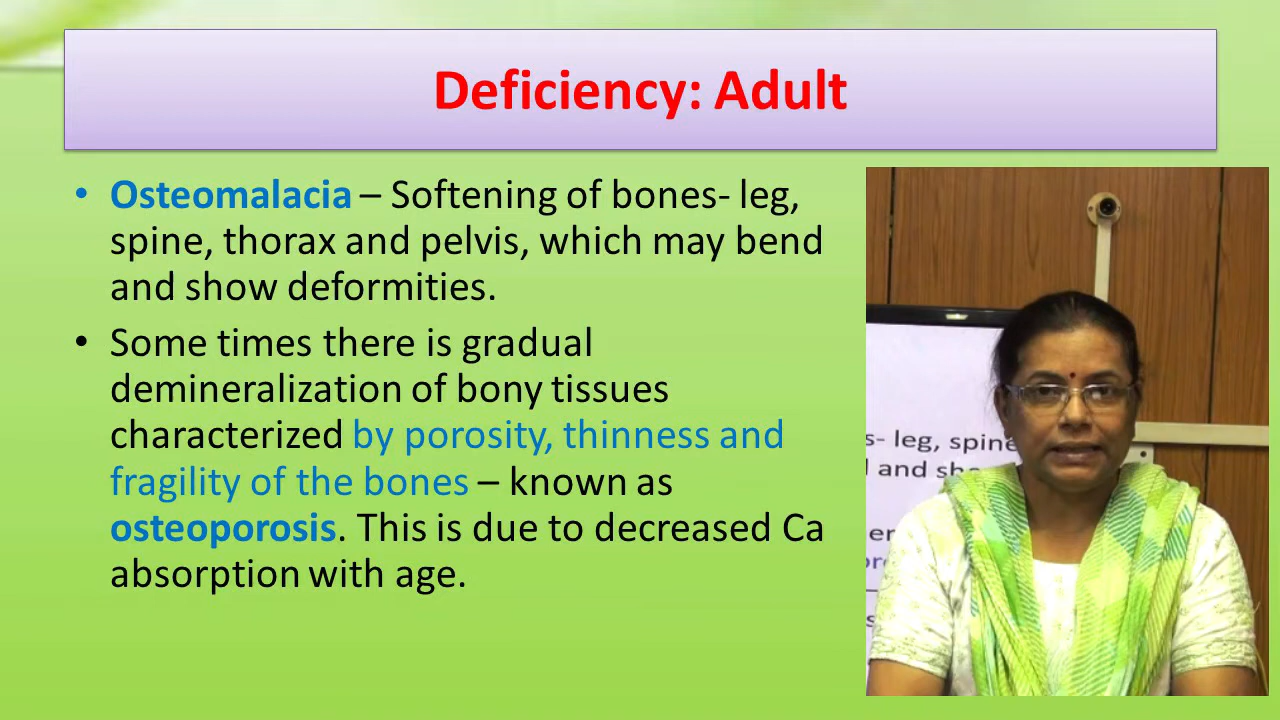 Deficiency: Adult
• Osteomalacia – Softening of bones- leg,
spine, thorax and pelvis, which may bend
and show deformities.
• Some times there is gradual
demineralization of bony tissues
characterized by porosity, thinness and
fragility of the bones – known as
osteoporosis. This is due to decreased Ca
absorption with age.
s- leg, spine
and sh